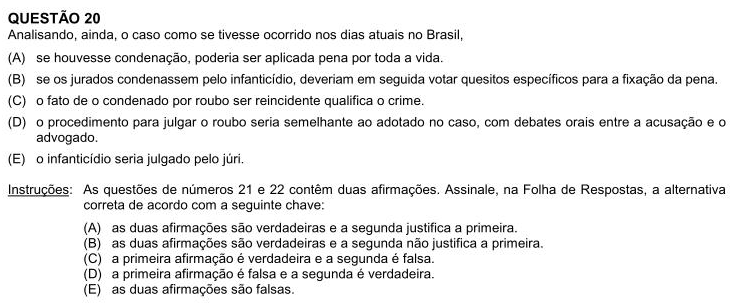 QUESTÃO 20
Analisando, ainda, o caso como se tivesse ocorrido nos dias atuais no Brasil,
(A) se houvesse condenação, poderia ser aplicada pena por toda a vida.
(B) se os jurados condenassem pelo infanticídio, deveriam em seguida votar quesitos específicos para a fixação da pena.
(C) o fato de o condenado por roubo ser reincidente qualifica o crime.
(D) o procedimento para julgar o roubo seria semelhante ao adotado no caso, com debates orais entre a acusação e o
advogado.
(E) o infanticídio seria julgado pelo júri.
Instruções: As questões de números 21 e 22 contêm duas afirmações. Assinale, na Folha de Respostas, a alternativa
correta de acordo com a seguinte chave:
(A) as duas afirmações são verdadeiras e a segunda justifica a primeira.
(B) as duas afirmações são verdadeiras e a segunda não justifica a primeira.
(C) a primeira afirmação é verdadeira e a segunda é falsa.
(D) a primeira afirmação é falsa e a segunda é verdadeira.
(E) as duas afirmações são falsas.